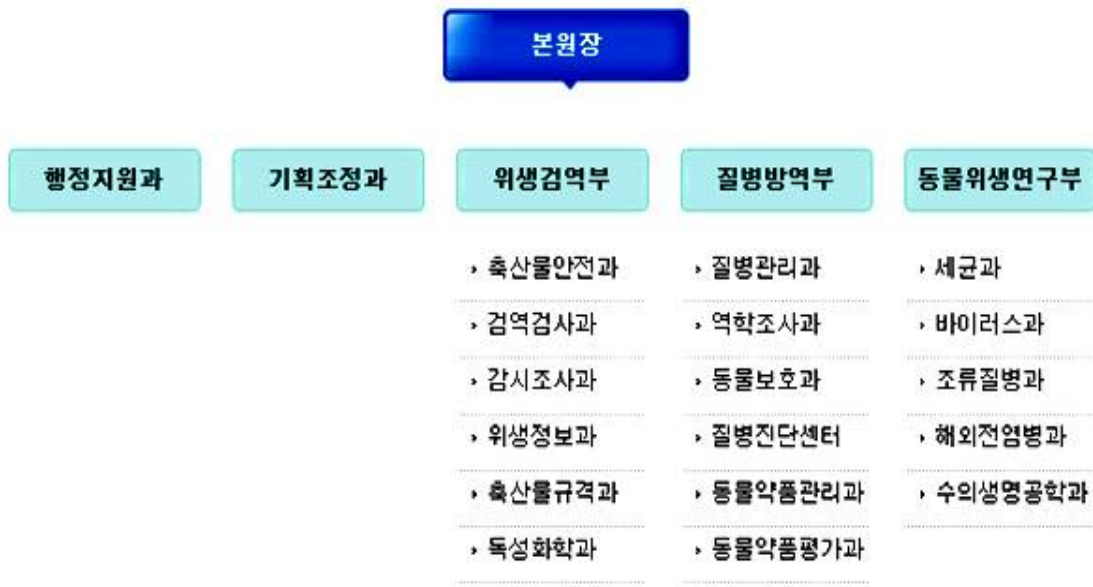 본원장
행정지원과 기획조정과 위생검역부 질병방역부 동물위생연구부
› 축산물안전과 › 질병관리과 › 세균과
› 검역검사과 › 역학조사과 › 바이러스과
› 감시조사과 › 동물보호과 › 조류질병과
› 위생정보과 › 질병진단센터 › 해외전염병과
› 축산물규격과 › 동물약품관리과 › 수의생명공학과
› 독성화학과 › 동물약품평가과